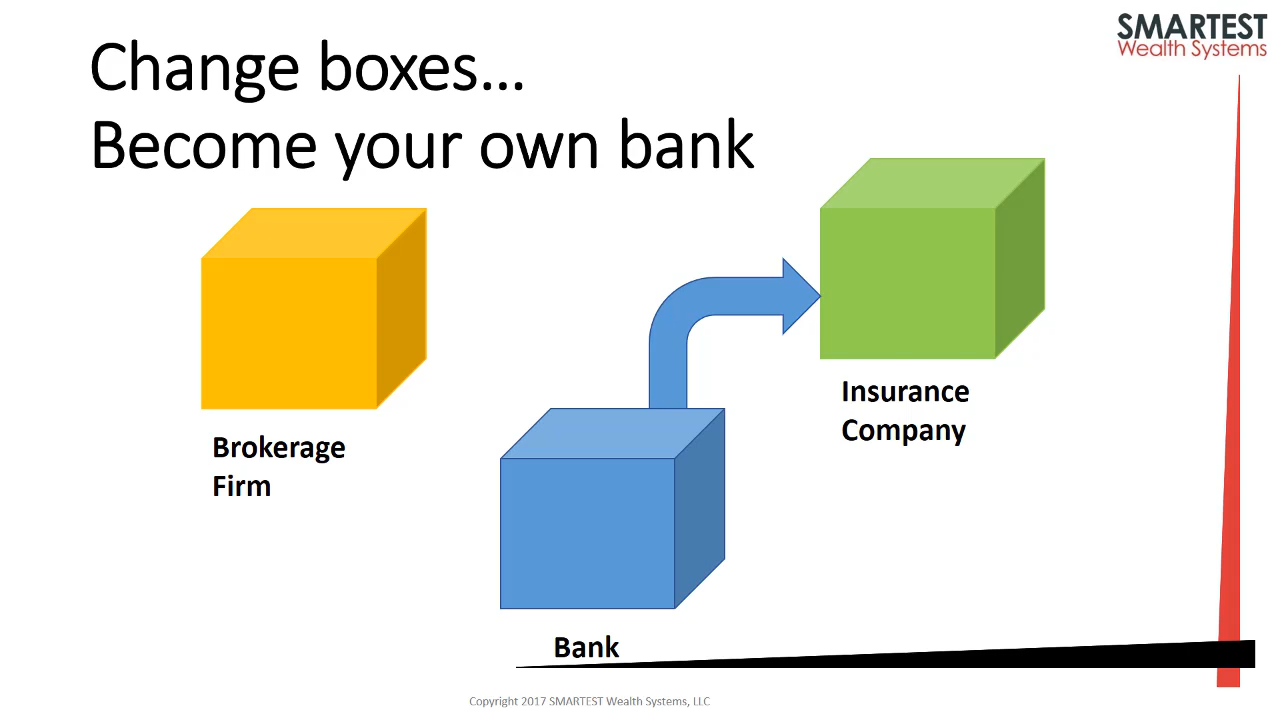 SMARTEST
Wealth Systems
Change boxes…
Become your own bank
Brokerage
Firm
Insurance
Company
Bank
Copyright 2017 SMARTEST Wealth Systems, LLC